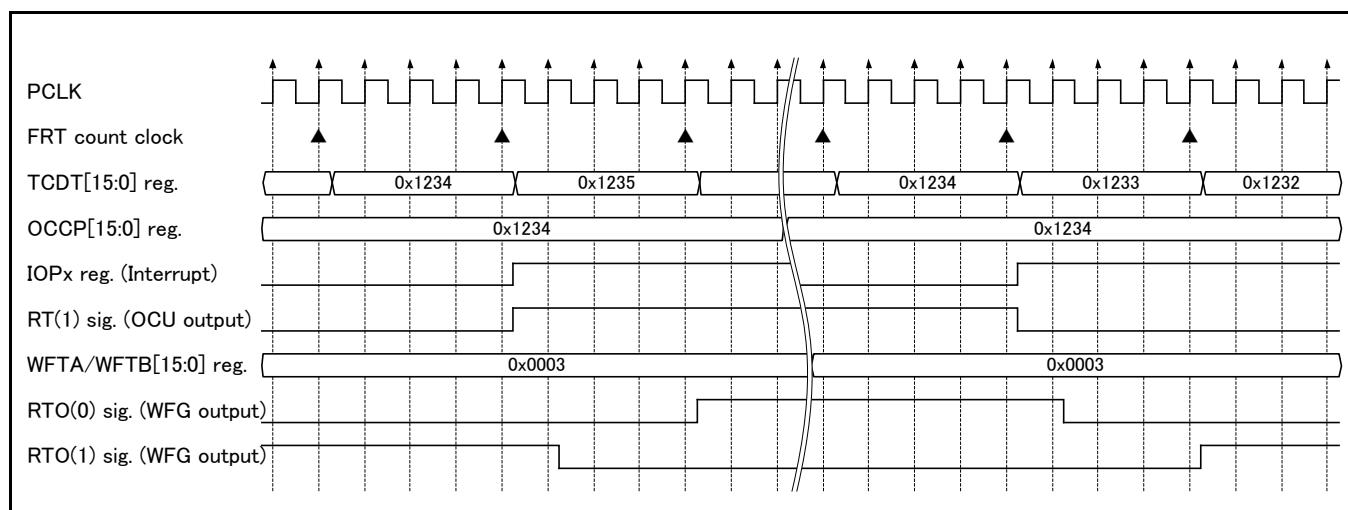 PCLK
FRT count clock
TCDT[15:0] reg. 0x1234 0x1235 0x1234 0x1233 0x1232
OCCP[15:0] reg. 0x1234 0x1234
IOPx reg. (Interrupt)
RT(1) sig. (OCU output)
WFTA/WFTB[15:0] reg. 0x0003 0x0003
RTO(0) sig. (WFG output)
RTO(1) sig. (WFG output)